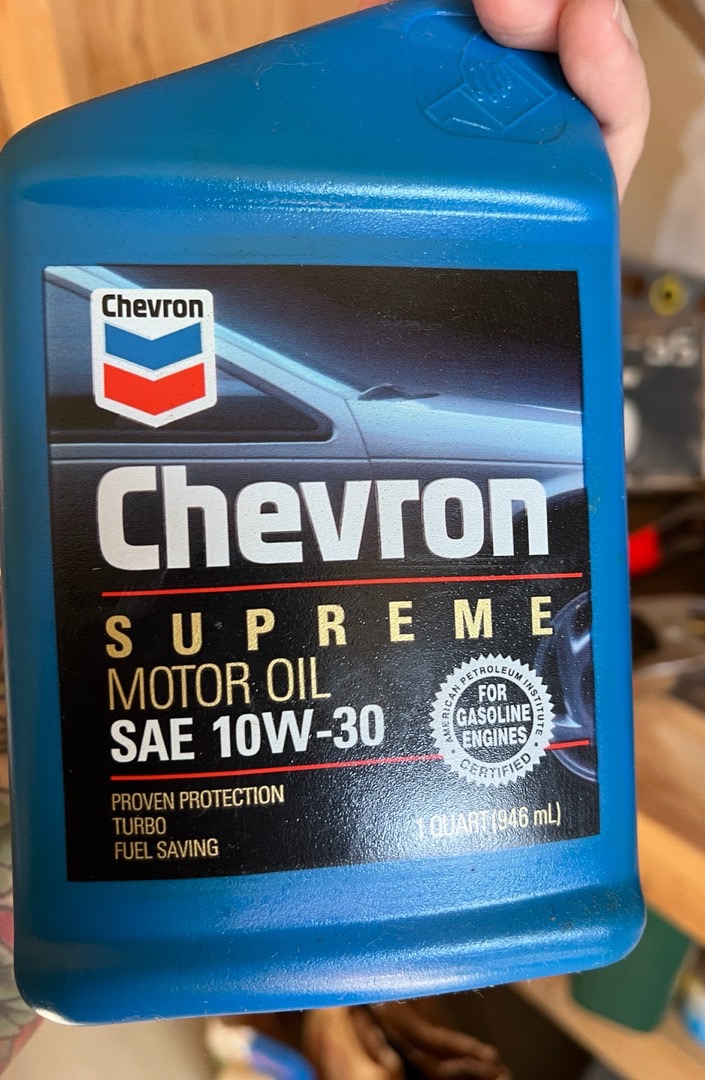 Chevron
Chevron
SUPREME
MOTOR OIL
SAE 10W-30
AMERICAN PETROLEUM INSTITUTE
FOR
GASOLINE
ENGINES
CERTIFIED
PROVEN PROTECTION
TURBO
FUEL SAVING
1 QUART (946 mL)